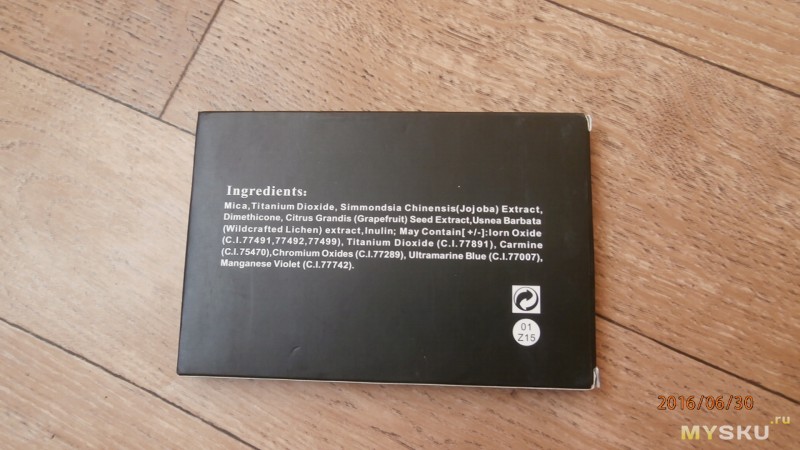 Ingredients:
Mica,Titanium Dioxide, Simmondsia Chinensis(Jojoba) Extract,
Dimethicone, Citrus Grandis (Grapefruit) Seed Extract,Usnea Barbata
(Wildcrafted Lichen) extract,Inulin; May Contain[ +/-]:Iorn Oxide
(C.I.77491,77492,77499), Titanium Dioxide (C.I.77891), Carmine
(C.I.75470),Chromium Oxides (C.I.77289), Ultramarine Blue (C.I.77007),
Manganese Violet (C.I.77742).
01
Z15
2016/06/30
MYSKU.ru